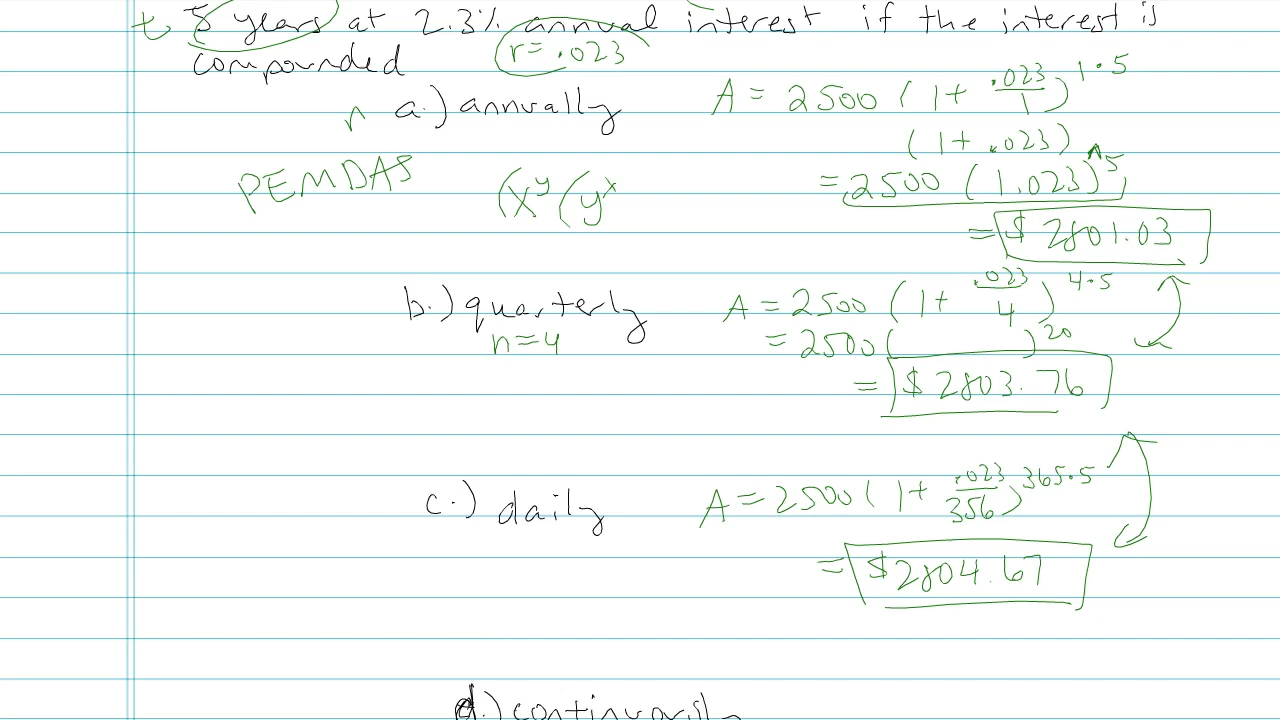 t 5 years at 2.3% annual interest if the interest is
compounded r = .023
n a.) annually A = 2500 (1 + .023/1)^1·5
(1 + .023)
PEMDAS (x^y (y^x = 2500 (1.023)^5
= $2801.03
b.) quarterly A = 2500 (1 + .023/4)^4·5
n=4 = 2500( )^20
= $2803.76
c.) daily A = 2500 (1 + .023/356)^365·5
= $2804.67
d.) continuously